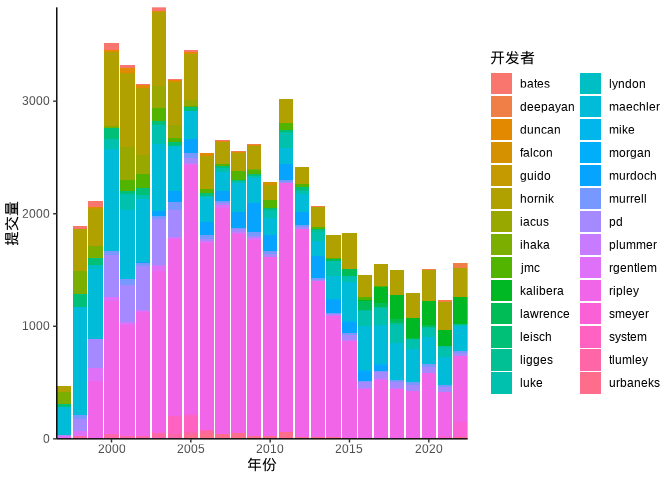 开发者
bates
deepayan
duncan
falcon
guido
hornik
iacus
ihaka
jmc
kalibera
lawrence
leisch
ligges
luke
lyndon
maechler
mike
morgan
murdoch
murrell
pd
plummer
rgentlem
ripley
smeyer
system
tlumley
urbaneks
提交量
3000
2000
1000
0
2000
2005
2010
2015
2020
年份